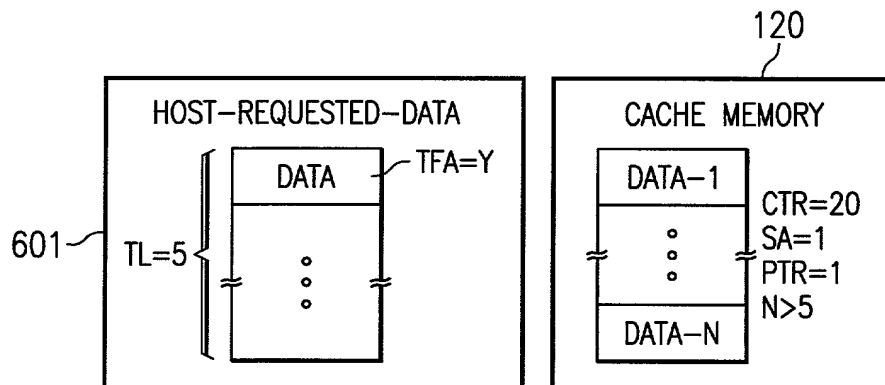 120
HOST-REQUESTED-DATA
DATA
TFA=Y
TL=5
601
CACHE MEMORY
DATA-1
CTR=20
SA=1
PTR=1
N>5
DATA-N